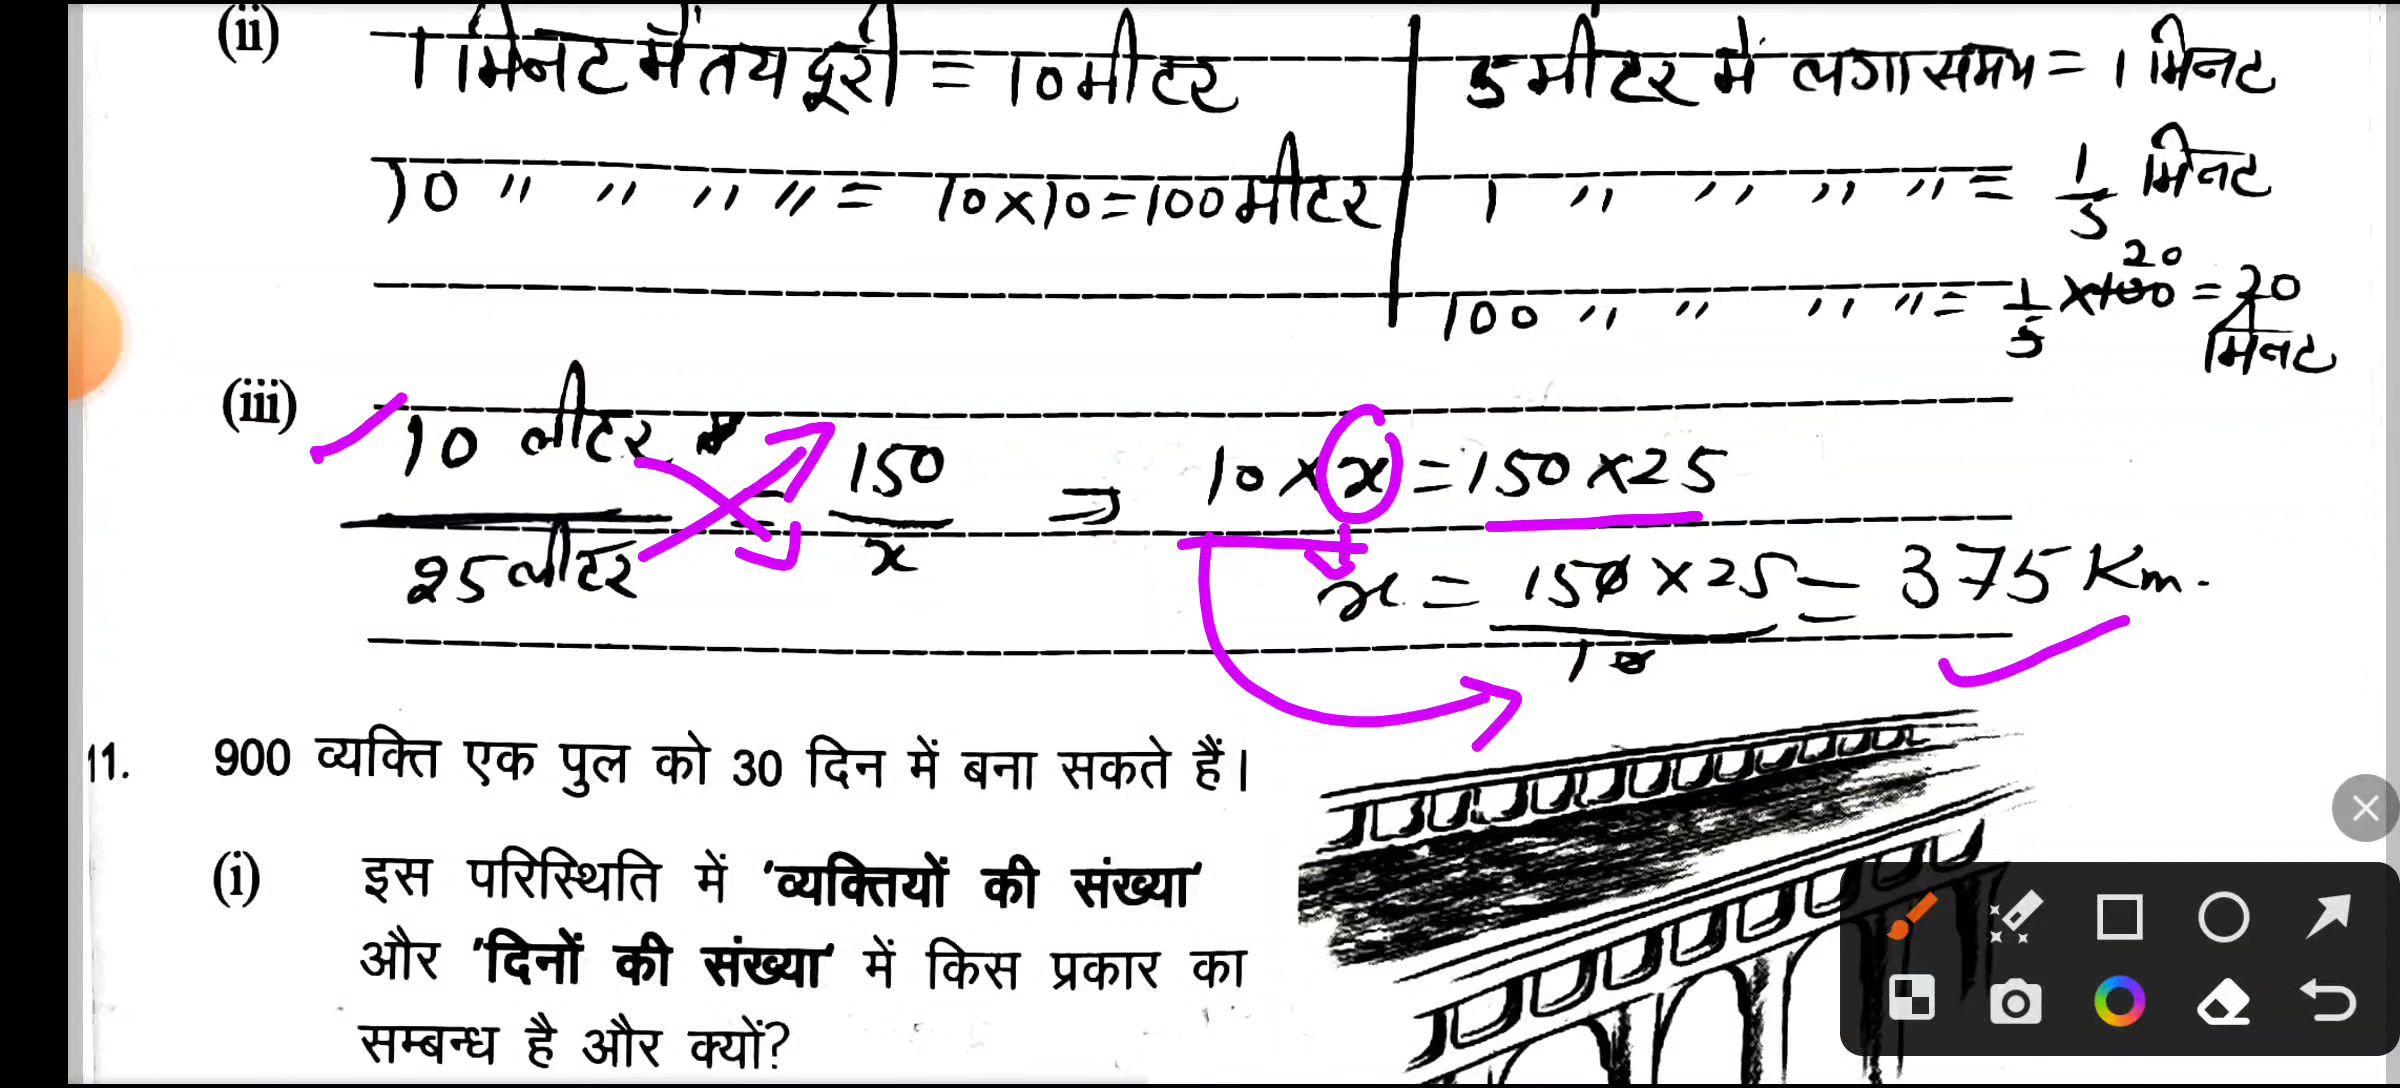 (ii)
1 मिनट में तय दूरी = 10 मीटर
10 " " " " = 10×10=100 मीटर
5 मीटर में लगा समय = 1 मिनट
1 " " " " = 1/5 मिनट
100 " " " " = 1/5 ×100 = 20
20
मिनट
(iii)
10 लीटर / 25 लीटर = 150 / x ⇒ 10 × x = 150 × 25
x = 150 × 25 / 10 = 375 Km.
11. 900 व्यक्ति एक पुल को 30 दिन में बना सकते हैं।
(i) इस परिस्थिति में 'व्यक्तियों की संख्या'
और 'दिनों की संख्या' में किस प्रकार का
सम्बन्ध है और क्यों?